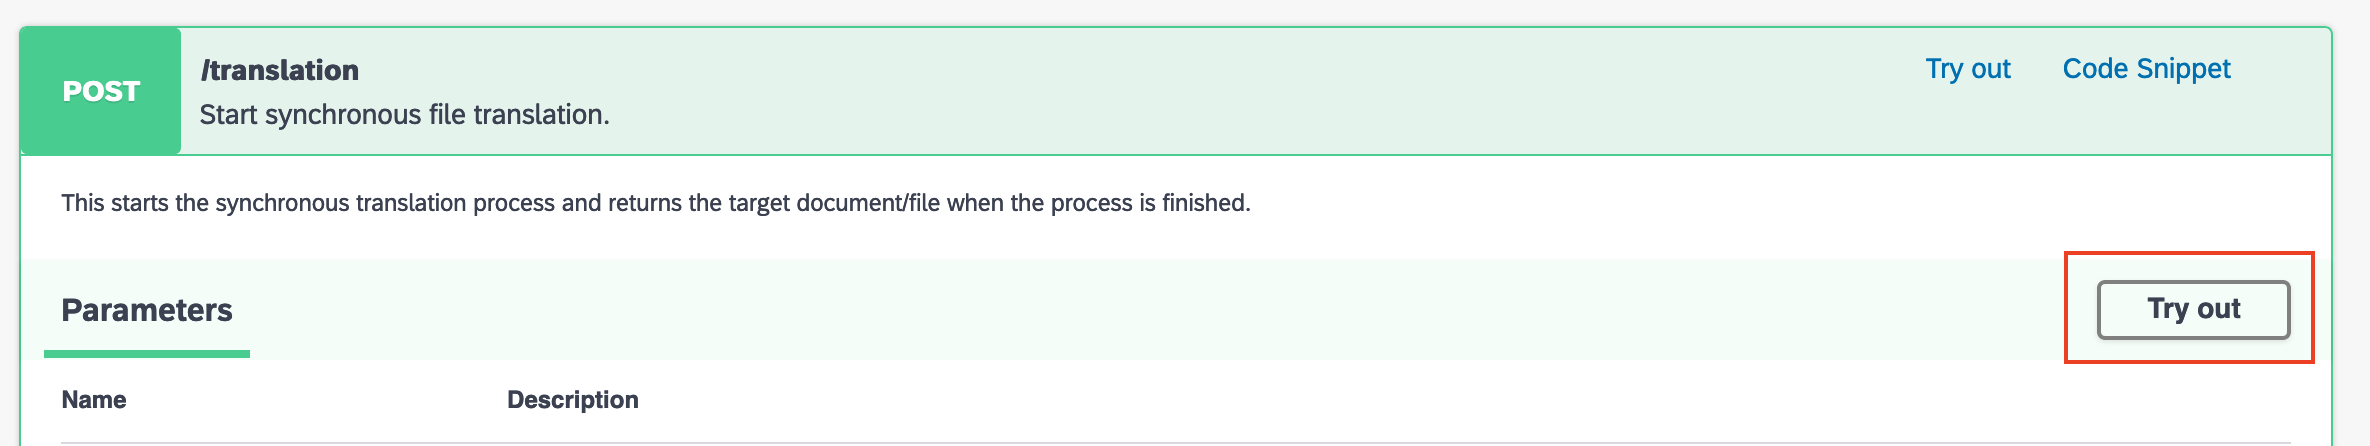 POST
/translation
Try out
Code Snippet
Start synchronous file translation.
This starts the synchronous translation process and returns the target document/file when the process is finished.
Parameters
Try out
Name
Description